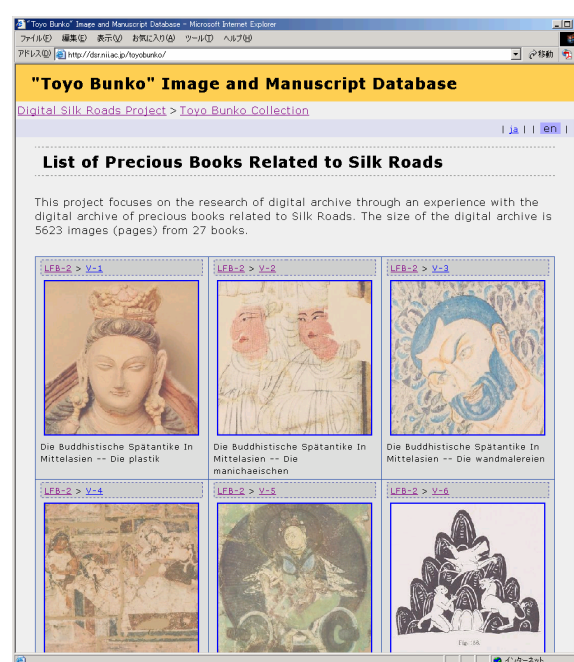 "Toyo Bunko" Image and Manuscript Database - Microsoft Internet Explorer
ファイル(F) 編集(E) 表示(V) お気に入り(A) ツール(T) ヘルプ(H)
アドレス(D) http://dsr.nii.ac.jp/toyobunko/ 移動
"Toyo Bunko" Image and Manuscript Database
Digital Silk Roads Project > Toyo Bunko Collection
| ja | | en |
List of Precious Books Related to Silk Roads
This project focuses on the research of digital archive through an experience with the
digital archive of precious books related to Silk Roads. The size of the digital archive is
5623 images (pages) from 27 books.
LFB-2 > V-1 LFB-2 > V-2 LFB-2 > V-3
Die Buddhistische Spätantike In Die Buddhistische Spätantike In Die Buddhistische Spätantike In
Mittelasien -- Die plastik Mittelasien -- Die Mittelasien -- Die wandmalereien
manichaeischen
LFB-2 > V-4 LFB-2 > V-5 LFB-2 > V-6
Fig. 168.
インターネット